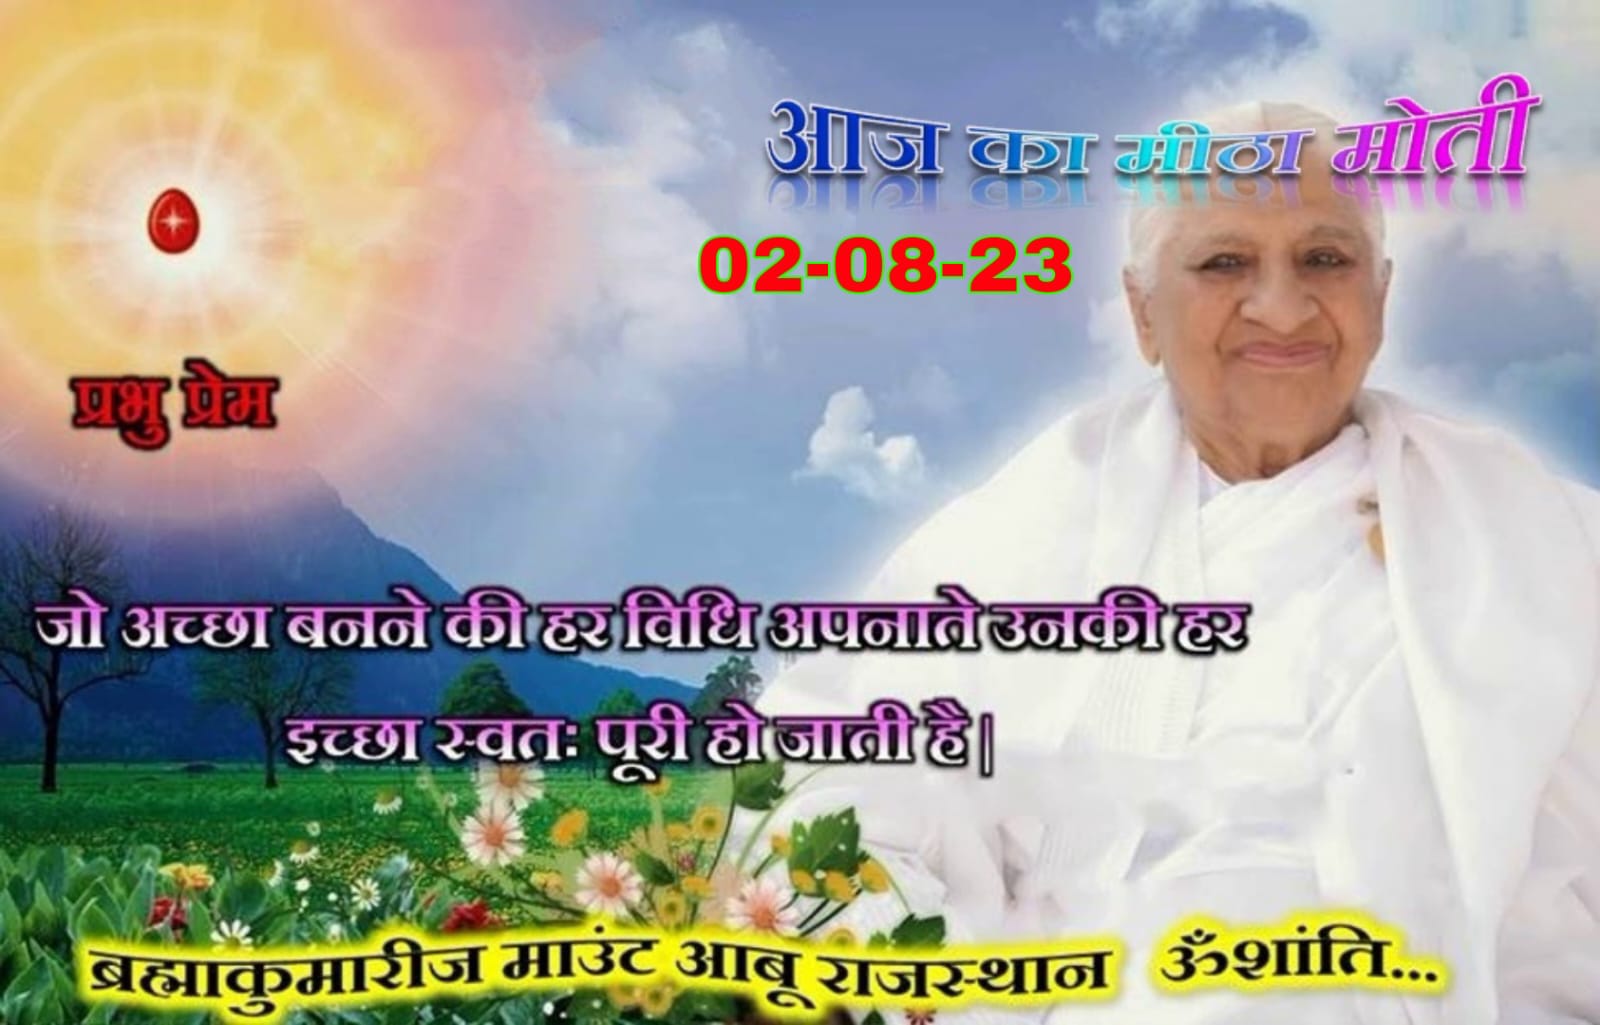 आज का मीठा मोती
02-08-23
प्रभु प्रेम
जो अच्छा बनने की हर विधि अपनाते उनकी हर
इच्छा स्वतः पूरी हो जाती है|
ब्रह्माकुमारीज माउंट आबू राजस्थान ॐशांति...